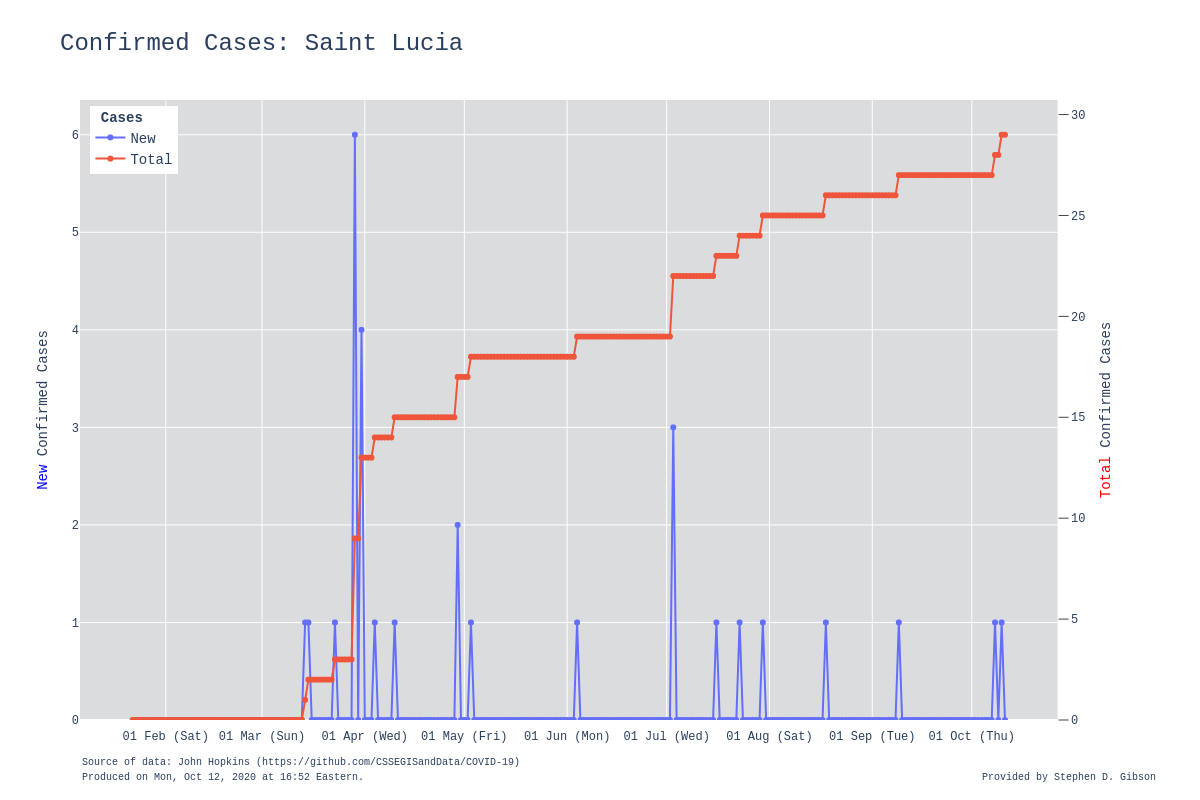 Confirmed Cases: Saint Lucia
Cases
New
Total
6
5
4
3
2
1
0
New Confirmed Cases
30
25
20
15
10
5
0
Total Confirmed Cases
01 Feb (Sat) 01 Mar (Sun) 01 Apr (Wed) 01 May (Fri) 01 Jun (Mon) 01 Jul (Wed) 01 Aug (Sat) 01 Sep (Tue) 01 Oct (Thu)
Source of data: John Hopkins (https://github.com/CSSEGISandData/COVID-19)
Produced on Mon, Oct 12, 2020 at 16:52 Eastern.
Provided by Stephen D. Gibson